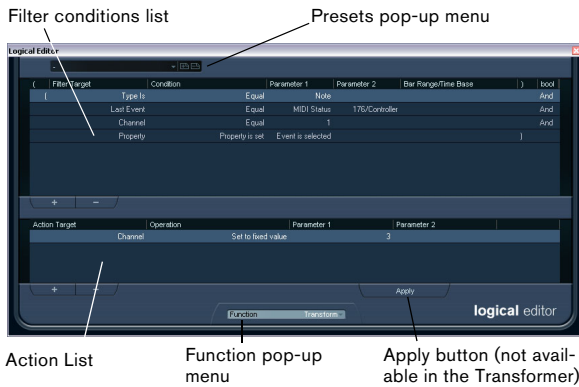 Filter conditions list
Presets pop-up menu
Logical Editor
-
( Filter Target Condition Parameter 1 Parameter 2 Bar Range/Time Base ) bool
( Type Is Equal Note And
Last Event Equal MIDI Status 176/Controller And
Channel Equal 1 And
Property Property is set Event is selected )
+ -
Action Target Operation Parameter 1 Parameter 2
Channel Set to fixed value 3
+ -
Apply
Function Transform
logical editor
Action List
Function pop-up
menu
Apply button (not avail-
able in the Transformer)